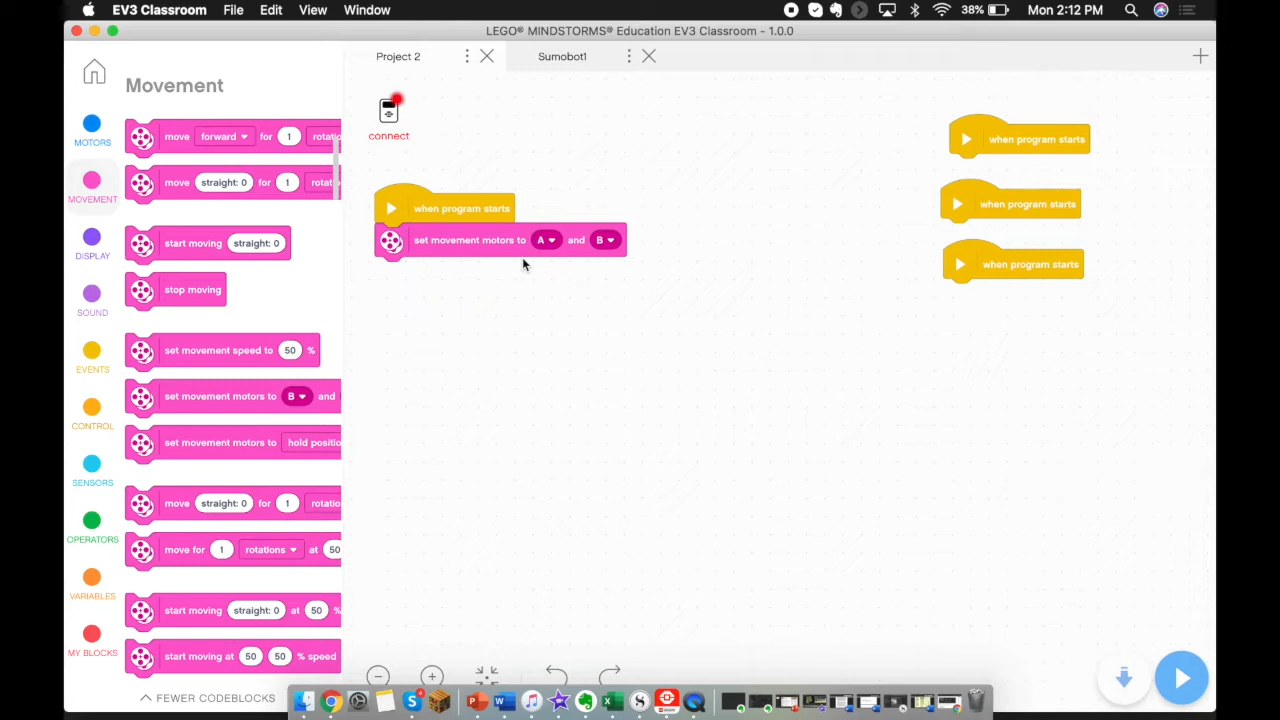 EV3 Classroom File Edit View Window 38% Mon 2:12 PM
LEGO® MINDSTORMS® Education EV3 Classroom - 1.0.0
Project 2 Sumobot1
Movement
connect
MOTORS
MOVEMENT
DISPLAY
SOUND
EVENTS
CONTROL
SENSORS
OPERATORS
VARIABLES
MY BLOCKS
move forward for 1
move straight: 0 for 1
start moving straight: 0
stop moving
set movement speed to 50 %
set movement motors to B and
set movement motors to hold
move straight: 0 for 1
move for 1 rotations at 50
start moving straight: 0 at 50 %
start moving at 50 50 % speed
FEWER CODEBLOCKS
when program starts
set movement motors to A and B
when program starts
when program starts
when program starts